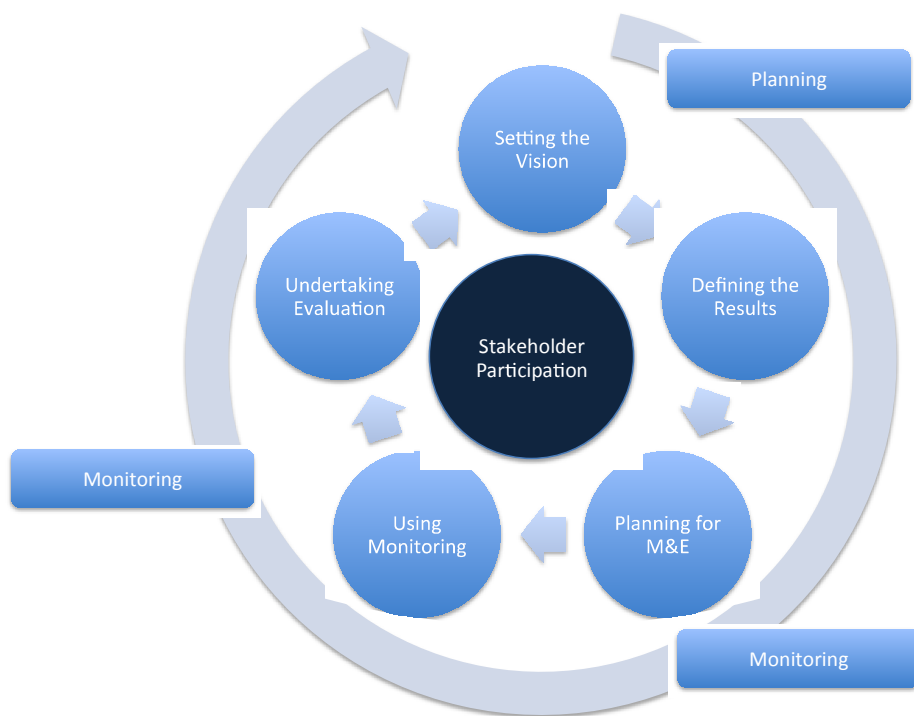 Planning
Setting the
Vision
Undertaking
Evaluation
Defining the
Results
Stakeholder
Participation
Monitoring
Using
Monitoring
Planning for
M&E
Monitoring